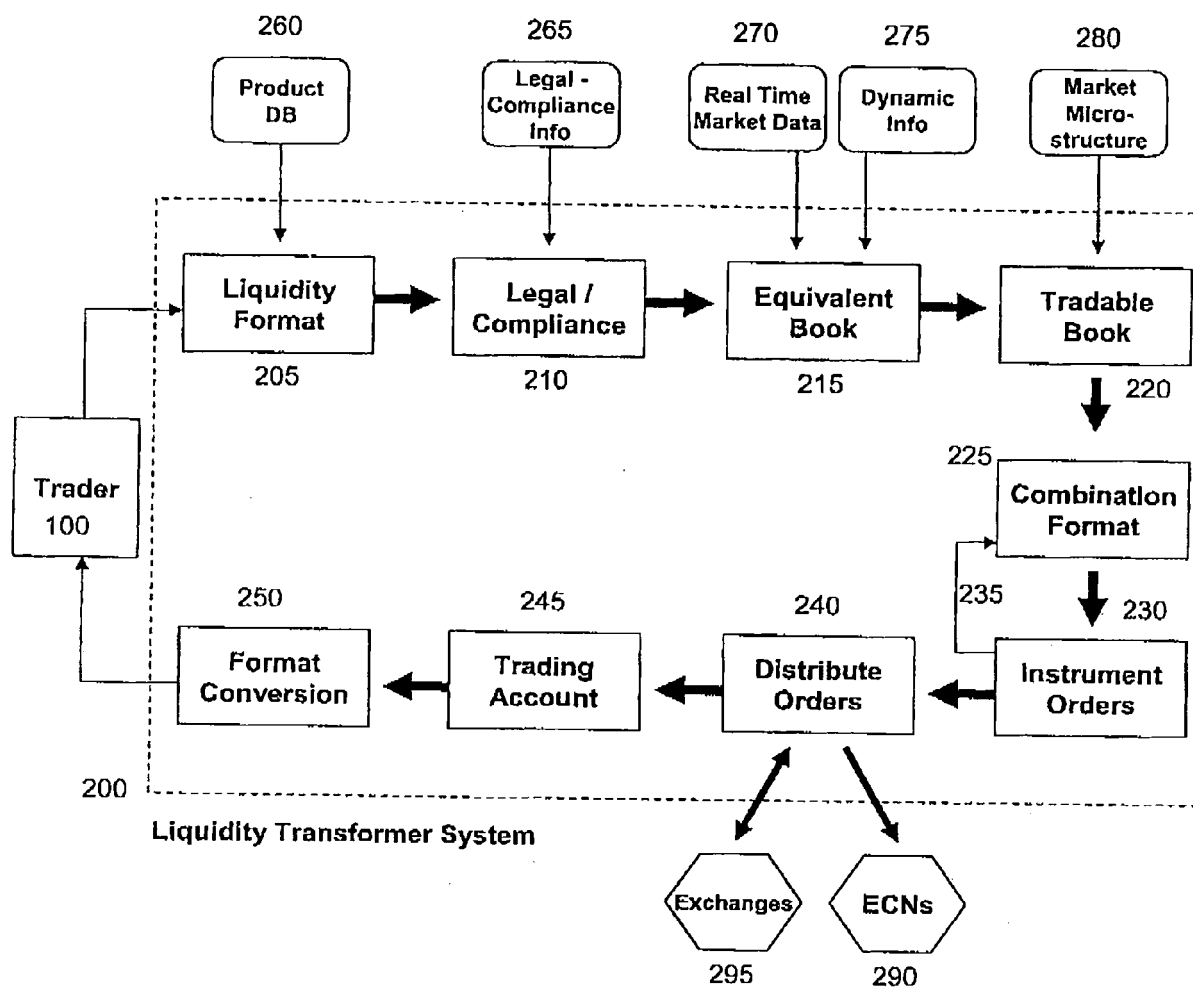 260
265
270
275
280
Product
DB
Legal -
Compliance
Info
Real Time
Market Data
Dynamic
Info
Market
Micro-
structure
Liquidity
Format
Legal /
Compliance
Equivalent
Book
Tradable
Book
205
210
215
220
Trader
100
225
Combination
Format
250
245
240
235
230
Format
Conversion
Trading
Account
Distribute
Orders
Instrument
Orders
200
Liquidity Transformer System
Exchanges
ECNs
295
290